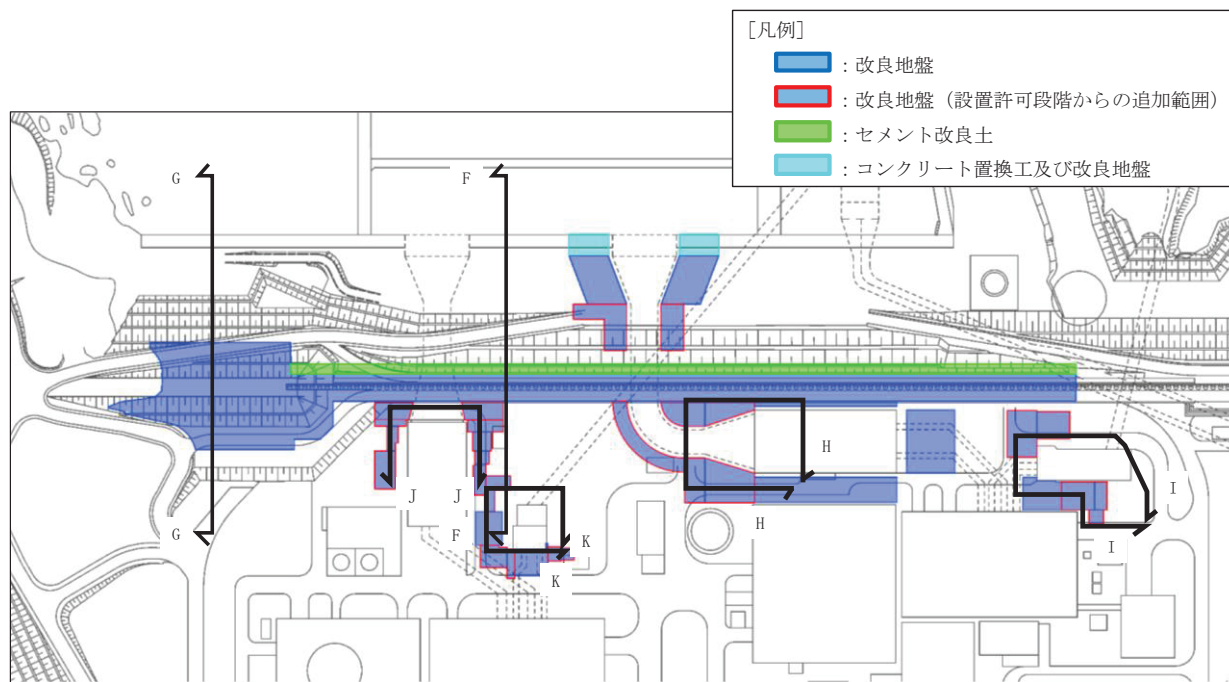 [凡例]
：改良地盤
：改良地盤（設置許可段階からの追加範囲）
：セメント改良土
：コンクリート置換工及び改良地盤
G
F
H
J
J
I
H
G
F
K
I
K